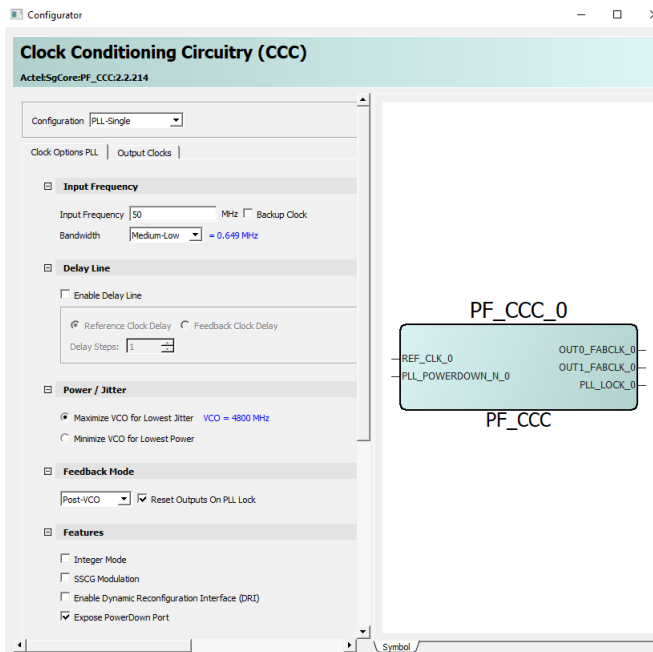 Configurator
Clock Conditioning Circuitry (CCC)
Actel:SgCore:PF_CCC:2.2.214
Configuration PLL-Single
Clock Options PLL Output Clocks
Input Frequency
Input Frequency 50 MHz Backup Clock
Bandwidth Medium-Low = 0.649 MHz
Delay Line
Enable Delay Line
Reference Clock Delay Feedback Clock Delay
Delay Steps: 1
Power / Jitter
Maximize VCO for Lowest Jitter VCO = 4800 MHz
Minimize VCO for Lowest Power
Feedback Mode
Post-VCO Reset Outputs On PLL Lock
Features
Integer Mode
SSCG Modulation
Enable Dynamic Reconfiguration Interface (DRI)
Expose PowerDown Port
PF_CCC_0
REF_CLK_0
PLL_POWERDOWN_N_0
OUT0_FABCLK_0
OUT1_FABCLK_0
PLL_LOCK_0
PF_CCC
Symbol